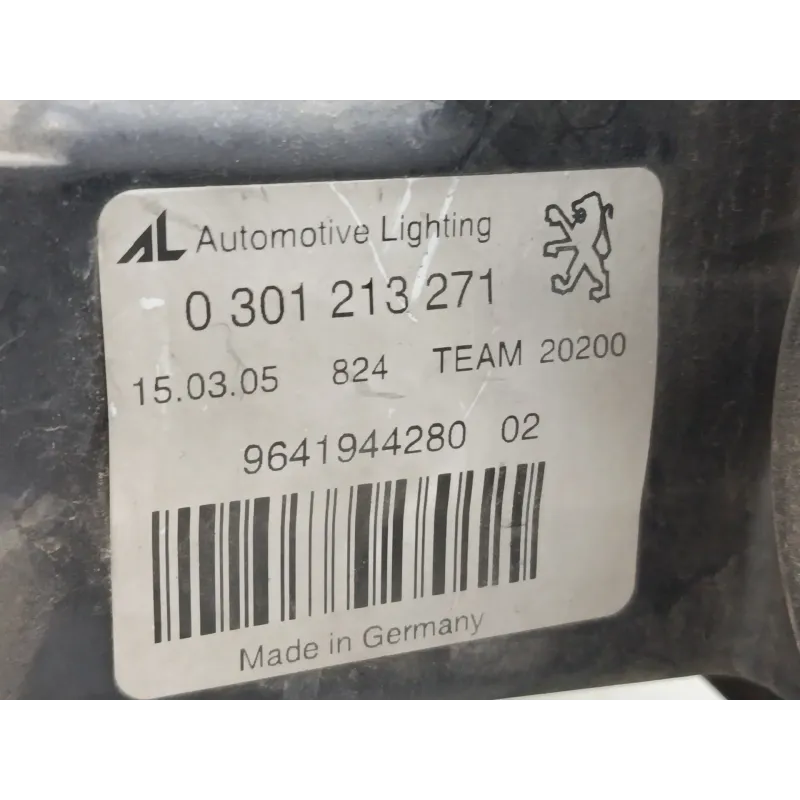 AL Automotive Lighting
0 301 213 271
15.03.05 824 TEAM 20200
9641944280 02
Made in Germany